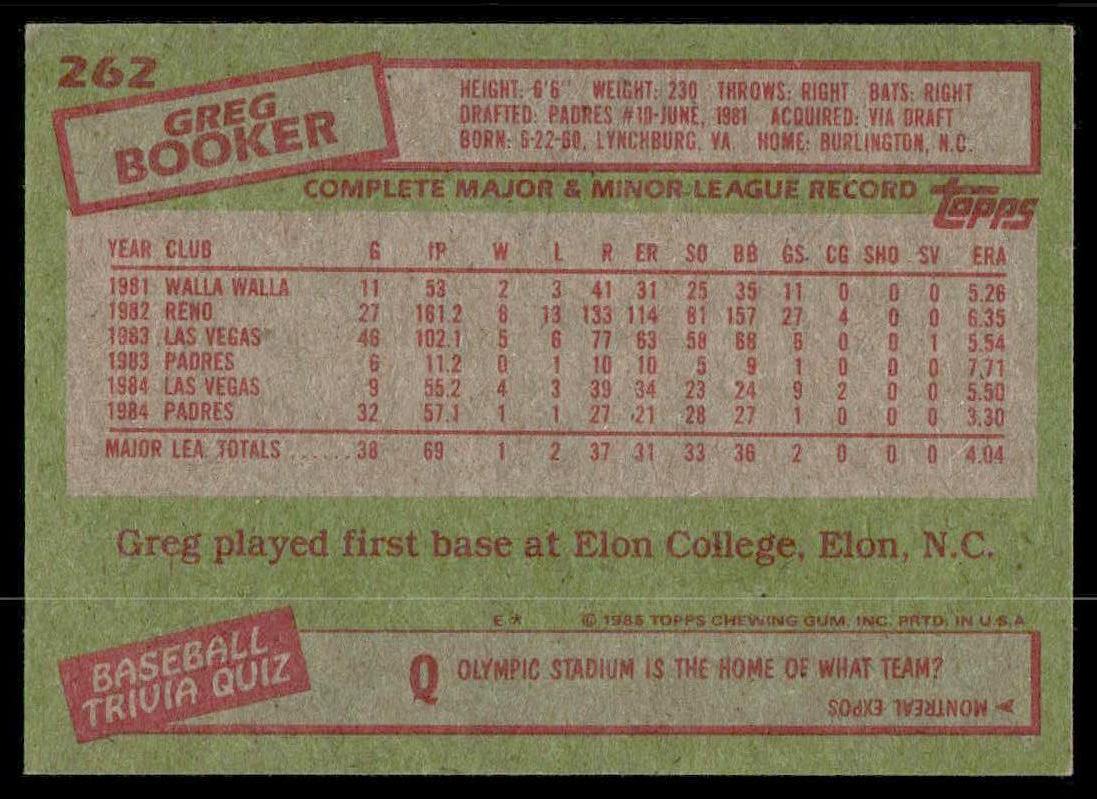 262
GREG
BOOKER
HEIGHT: 6'6" WEIGHT: 230 THROWS: RIGHT BATS: RIGHT
DRAFTED: PADRES #10-JUNE, 1981 ACQUIRED: VIA DRAFT
BORN: 6-22-60, LYNCHBURG, VA HOME: BURLINGTON, N.C.
COMPLETE MAJOR & MINOR LEAGUE RECORD topps
YEAR CLUB G IP W L R ER SO BB GS CG SHO SV ERA
1981 WALLA WALLA 11 53 2 3 41 31 25 35 11 0 0 0 5.26
1982 RENO 27 161.2 8 13 133 114 81 157 27 4 0 0 6.35
1983 LAS VEGAS 46 102.1 5 6 77 63 58 68 6 0 0 1 5.54
1983 PADRES 6 11.2 0 1 10 10 5 9 1 0 0 0 7.71
1984 LAS VEGAS 9 55.2 4 3 39 34 23 24 9 2 0 0 5.50
1984 PADRES 32 57.1 1 1 27 21 28 27 1 0 0 0 3.30
MAJOR LEA. TOTALS ......38 69 1 2 37 31 33 36 2 0 0 0 4.04
Greg played first base at Elon College, Elon, N.C.
E* © 1985 TOPPS CHEWING GUM, INC. PRTD. IN U.S.A
BASEBALL
TRIVIA QUIZ
Q OLYMPIC STADIUM IS THE HOME OF WHAT TEAM?
MONTREAL EXPOS